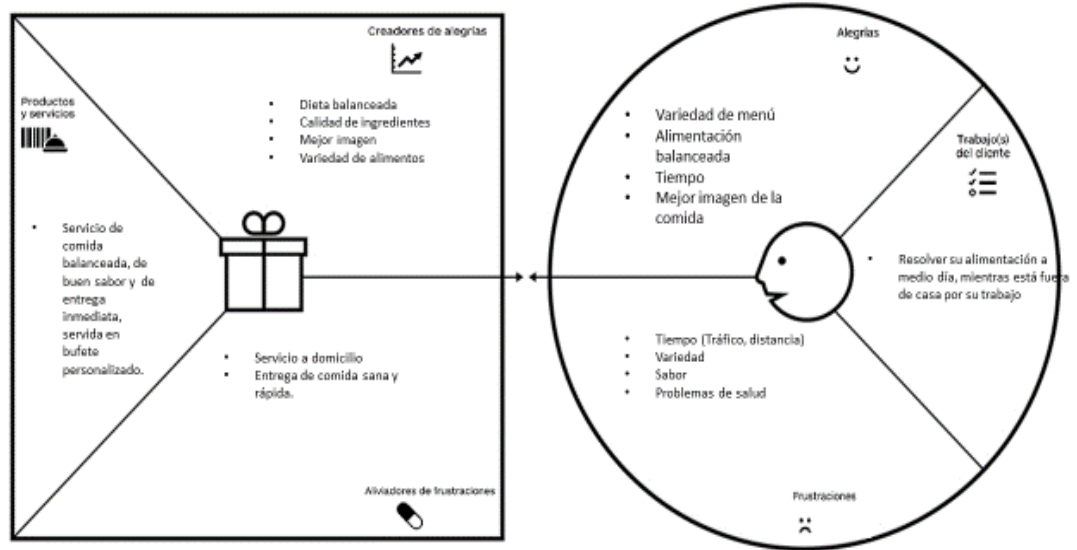 Creadores de alegrías
• Dieta balanceada
• Calidad de ingredientes
• Mejor imagen
• Variedad de alimentos
Productos
y servicios
• Servicio de
comida
balanceada, de
buen sabor y de
entrega
inmediata,
servida en
bufete
personalizado.
• Servicio a domicilio
• Entrega de comida sana y
rápida.
Aliviadores de frustraciones
Alegrías
• Variedad de menú
• Alimentación
balanceada
• Tiempo
• Mejor imagen de la
comida
Trabajo(s)
del cliente
• Resolver su alimentación a
medio día, mientras está fuera
de casa por su trabajo
• Tiempo (Tráfico, distancia)
• Variedad
• Sabor
• Problemas de salud
Frustraciones